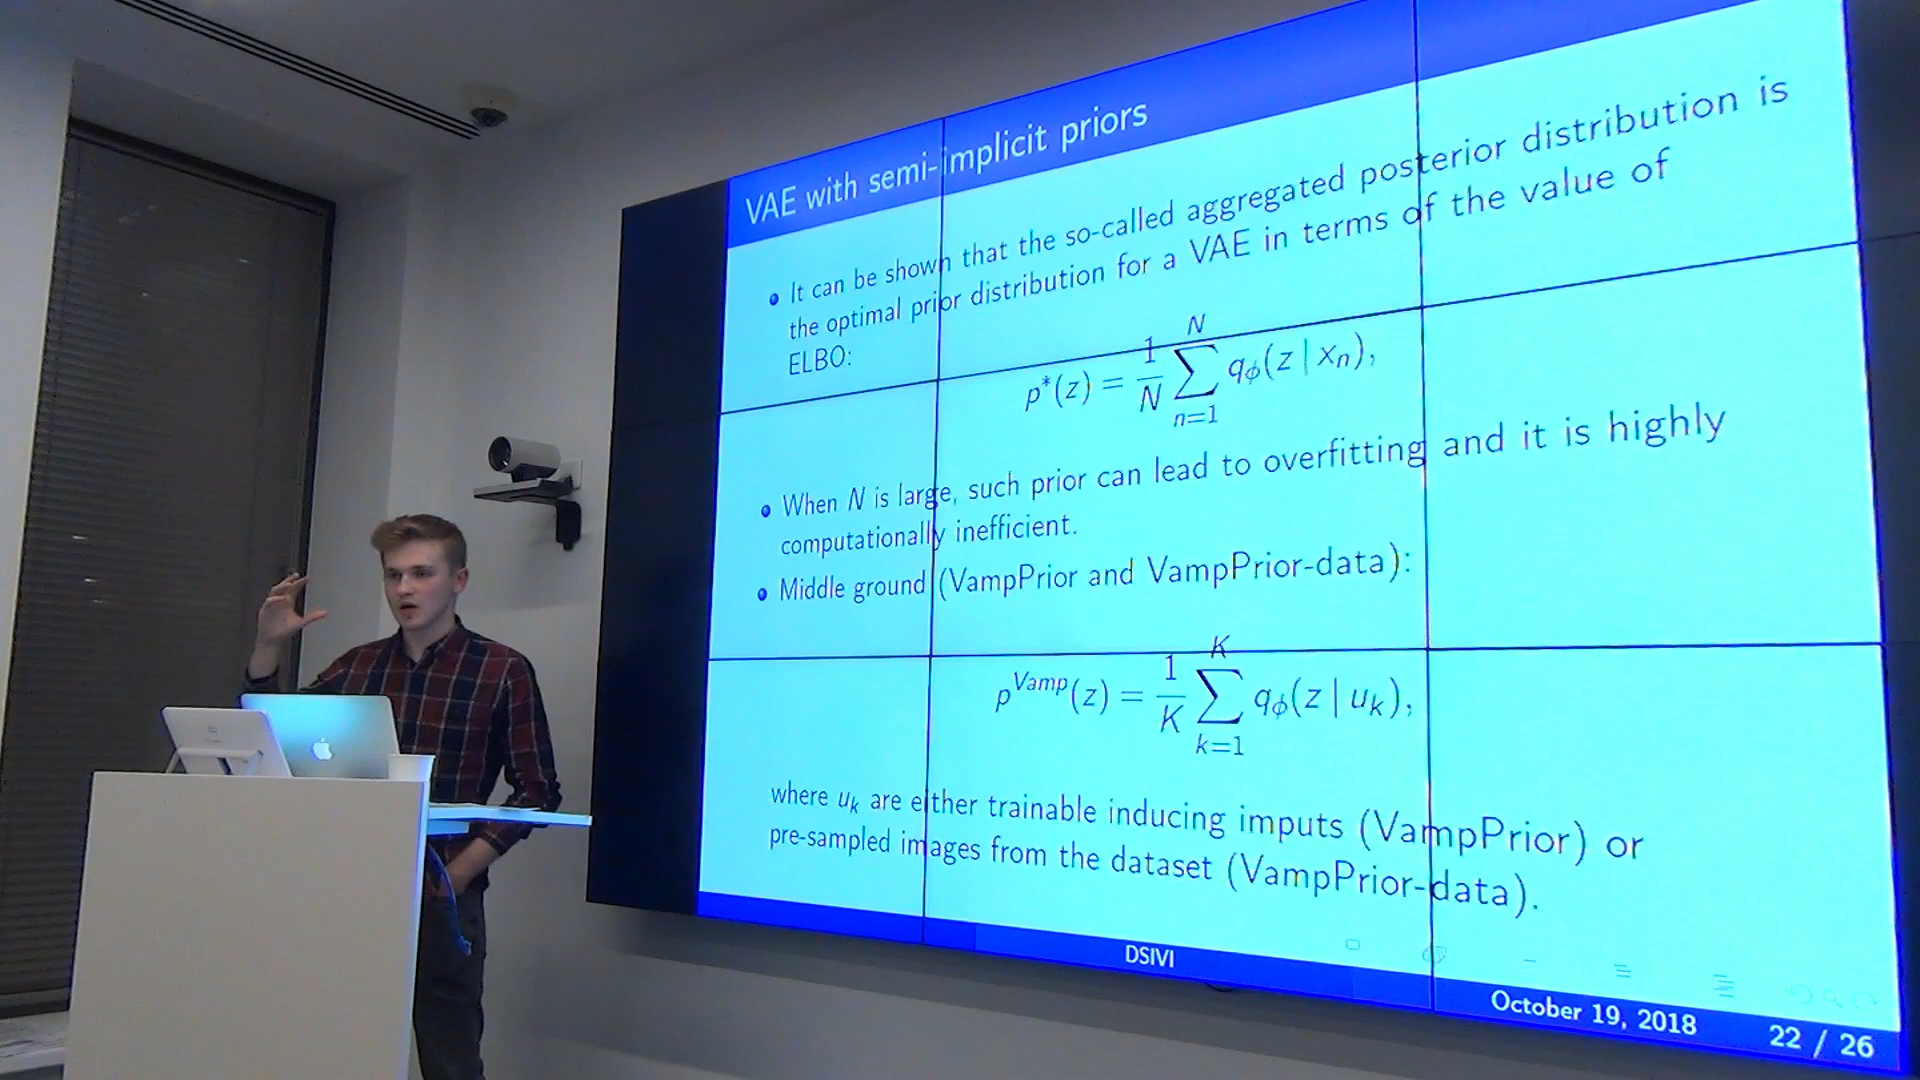 VAE with semi-implicit priors
It can be shown that the so-called aggregated posterior distribution is
the optimal prior distribution for a VAE in terms of the value of
ELBO:
p*(z) = 1/N ∑_{n=1}^{N} qϕ(z | xₙ),
When N is large, such prior can lead to overfitting and it is highly
computationally inefficient.
Middle ground (VampPrior and VampPrior-data):
p^{Vamp}(z) = 1/K ∑_{k=1}^{K} qϕ(z | uₖ),
where uₖ are either trainable inducing imputs (VampPrior) or
pre-sampled images from the dataset (VampPrior-data).
DSIVI
October 19, 2018
22 / 26